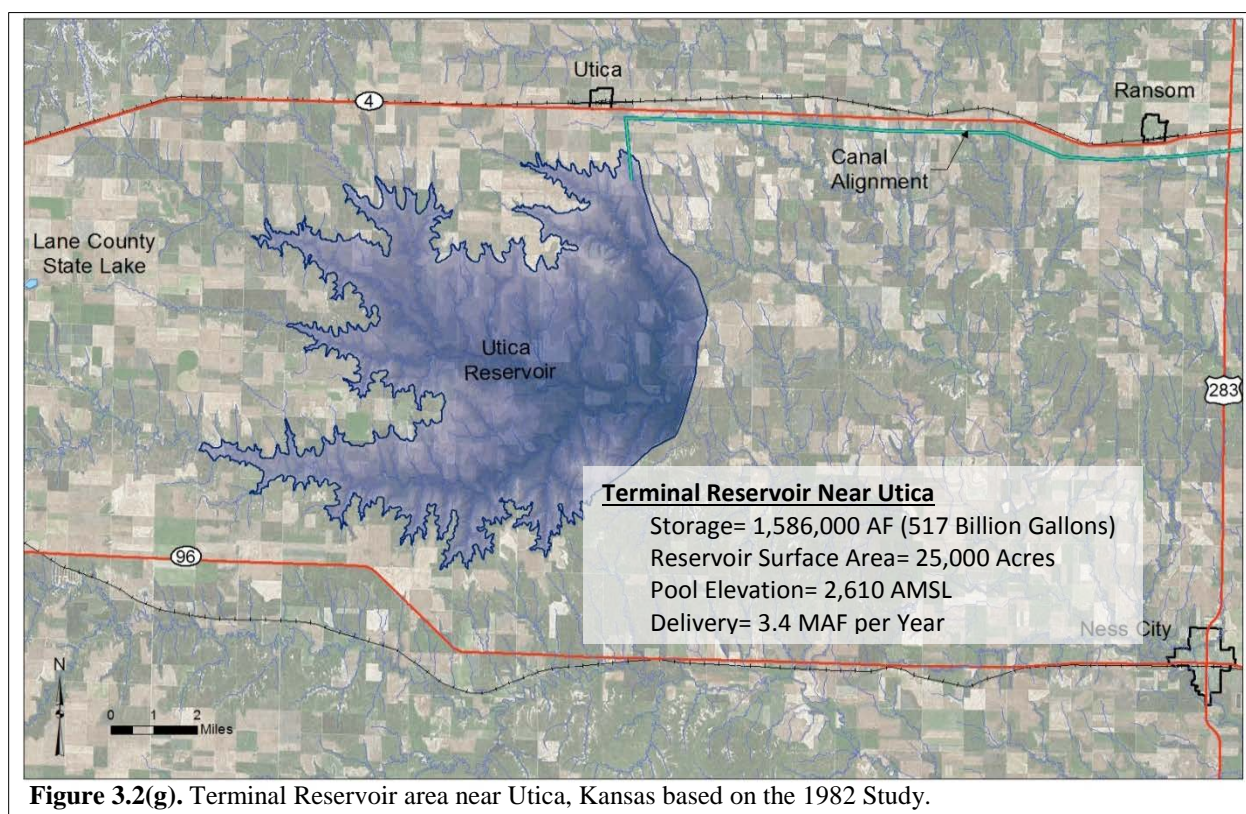 Utica
Ransom
4
Canal
Alignment
Lane County
State Lake
Utica
Reservoir
283
Terminal Reservoir Near Utica
Storage= 1,586,000 AF (517 Billion Gallons)
Reservoir Surface Area= 25,000 Acres
Pool Elevation= 2,610 AMSL
Delivery= 3.4 MAF per Year
96
Ness City
N
0 1 2
Miles
Figure 3.2(g). Terminal Reservoir area near Utica, Kansas based on the 1982 Study.